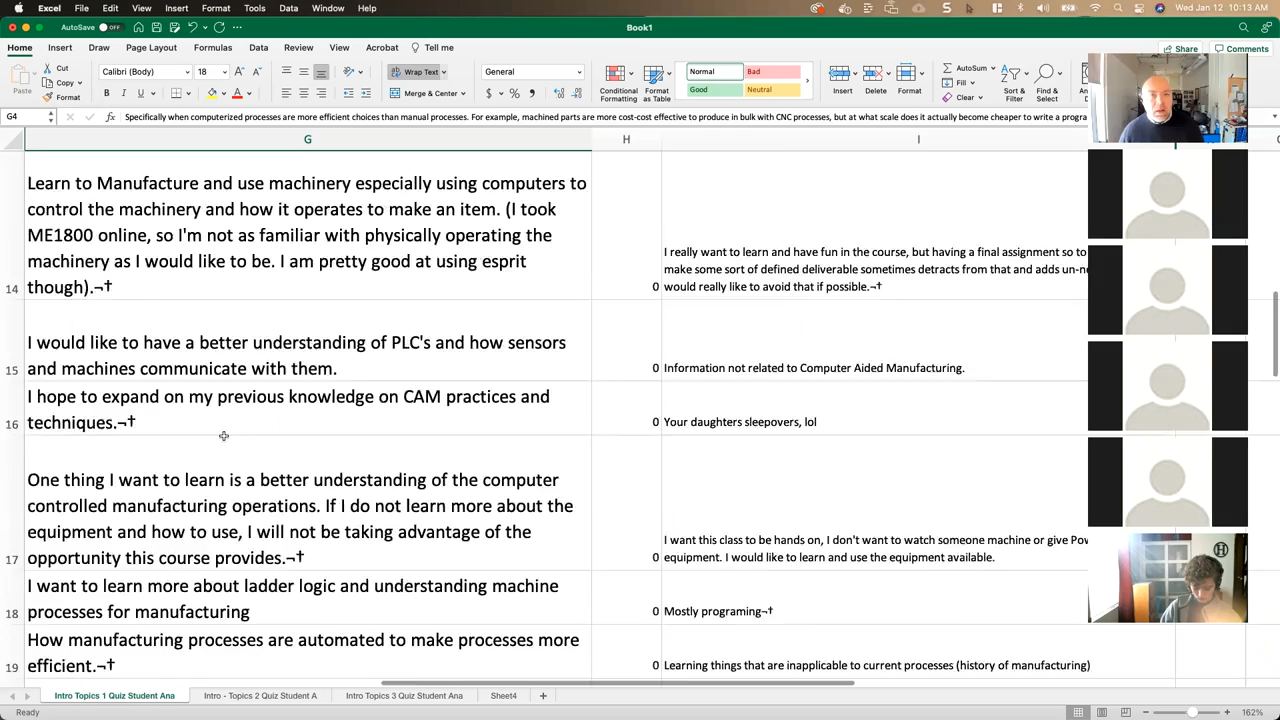 Excel File Edit View Insert Format Tools Data Window Help
Wed Jan 12 10:13 AM
AutoSave OFF
Book1
Home Insert Draw Page Layout Formulas Data Review View Acrobat Tell me
Share Comments
Paste Cut Copy Format
Calibri (Body) 18
B I U
Wrap Text
Merge & Center
General
$ %
Conditional Formatting
Format as Table
Normal Bad
Good Neutral
Insert Delete Format
AutoSum
Fill
Clear
Sort & Filter
Find & Select
G4 fx Specifically when computerized processes are more efficient choices than manual processes. For example, machined parts are more cost-cost effective to produce in bulk with CNC processes, but at what scale does it actually become cheaper to write a progra
G H I
Learn to Manufacture and use machinery especially using computers to
control the machinery and how it operates to make an item. (I took
ME1800 online, so I'm not as familiar with physically operating the
machinery as I would like to be. I am pretty good at using esprit
14 though).¬†
I really want to learn and have fun in the course, but having a final assignment so to
make some sort of defined deliverable sometimes detracts from that and adds un-ne
0 would really like to avoid that if possible.¬†
I would like to have a better understanding of PLC's and how sensors
15 and machines communicate with them.
0 Information not related to Computer Aided Manufacturing.
I hope to expand on my previous knowledge on CAM practices and
16 techniques.¬†
0 Your daughters sleepovers, lol
One thing I want to learn is a better understanding of the computer
controlled manufacturing operations. If I do not learn more about the
equipment and how to use, I will not be taking advantage of the
17 opportunity this course provides.¬†
I want this class to be hands on, I don't want to watch someone machine or give Pow
0 equipment. I would like to learn and use the equipment available.
I want to learn more about ladder logic and understanding machine
18 processes for manufacturing
0 Mostly programing¬†
How manufacturing processes are automated to make processes more
19 efficient.¬†
0 Learning things that are inapplicable to current processes (history of manufacturing)
Intro Topics 1 Quiz Student Ana Intro - Topics 2 Quiz Student A Intro Topics 3 Quiz Student Ana Sheet4 +
Ready
162%